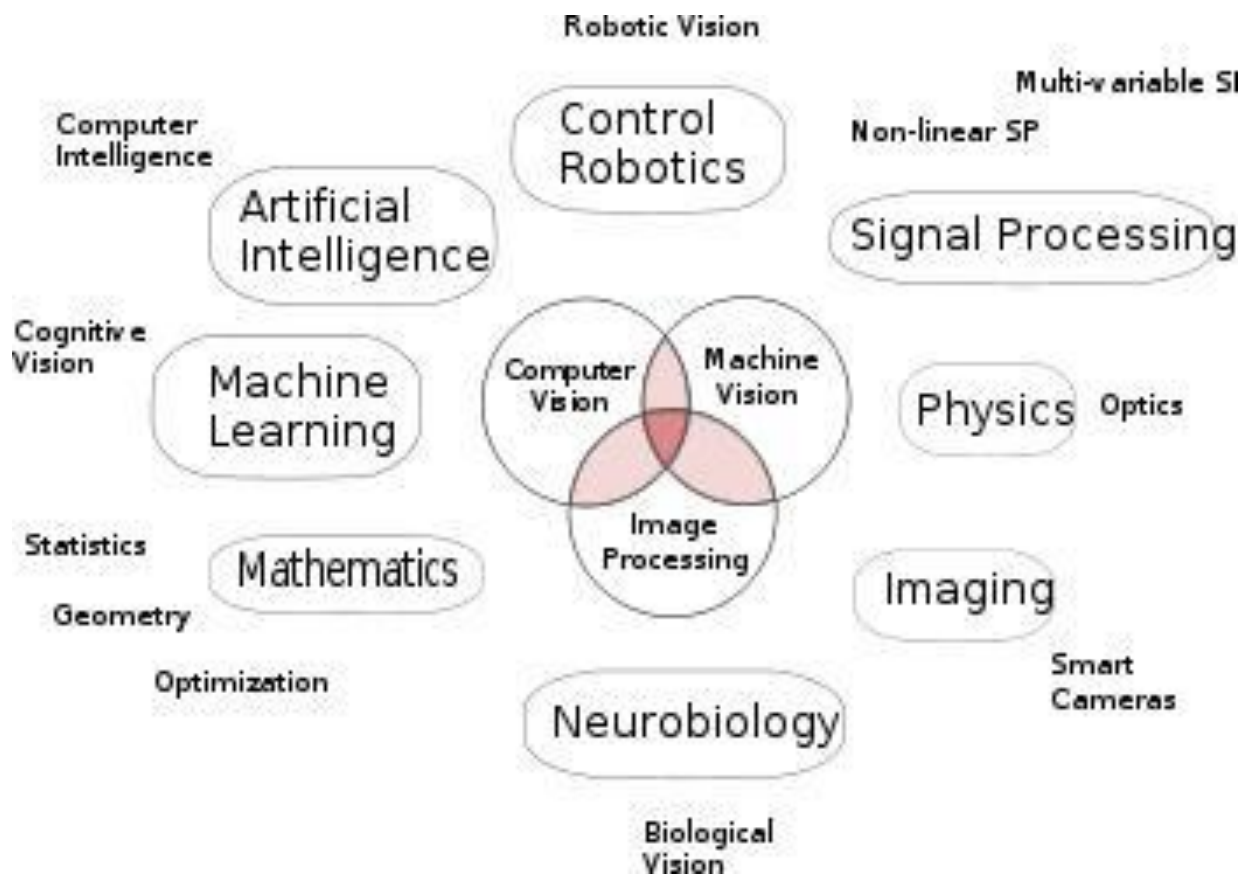 Robotic Vision
Multi-variable SI
Non-linear SP
Control
Robotics
Computer
Intelligence
Artificial
Intelligence
Signal Processing
Cognitive
Vision
Machine
Learning
Computer
Vision
Machine
Vision
Physics
Optics
Image
Processing
Statistics
Mathematics
Geometry
Optimization
Imaging
Smart
Cameras
Neurobiology
Biological
Vision